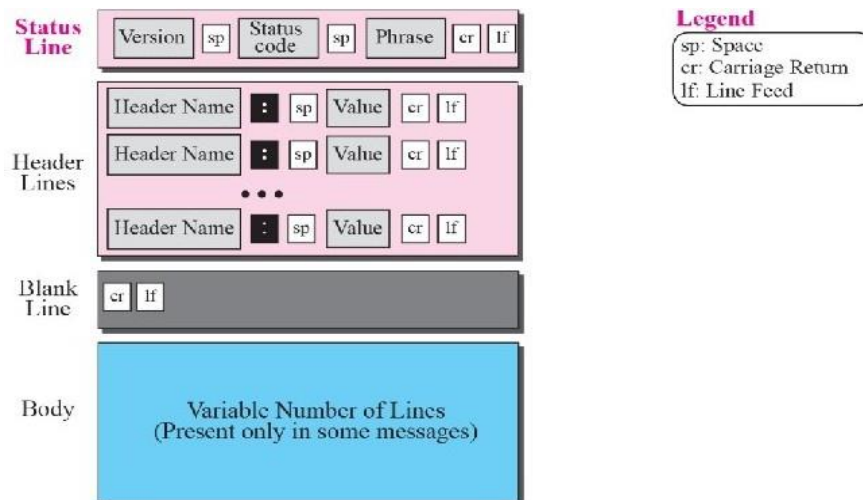 Status Line
Version sp Status code sp Phrase cr lf
Legend
sp: Space
cr: Carriage Return
lf: Line Feed
Header Lines
Header Name : sp Value cr lf
Header Name : sp Value cr lf
• • •
Header Name : sp Value cr lf
Blank Line
cr lf
Body
Variable Number of Lines
(Present only in some messages)